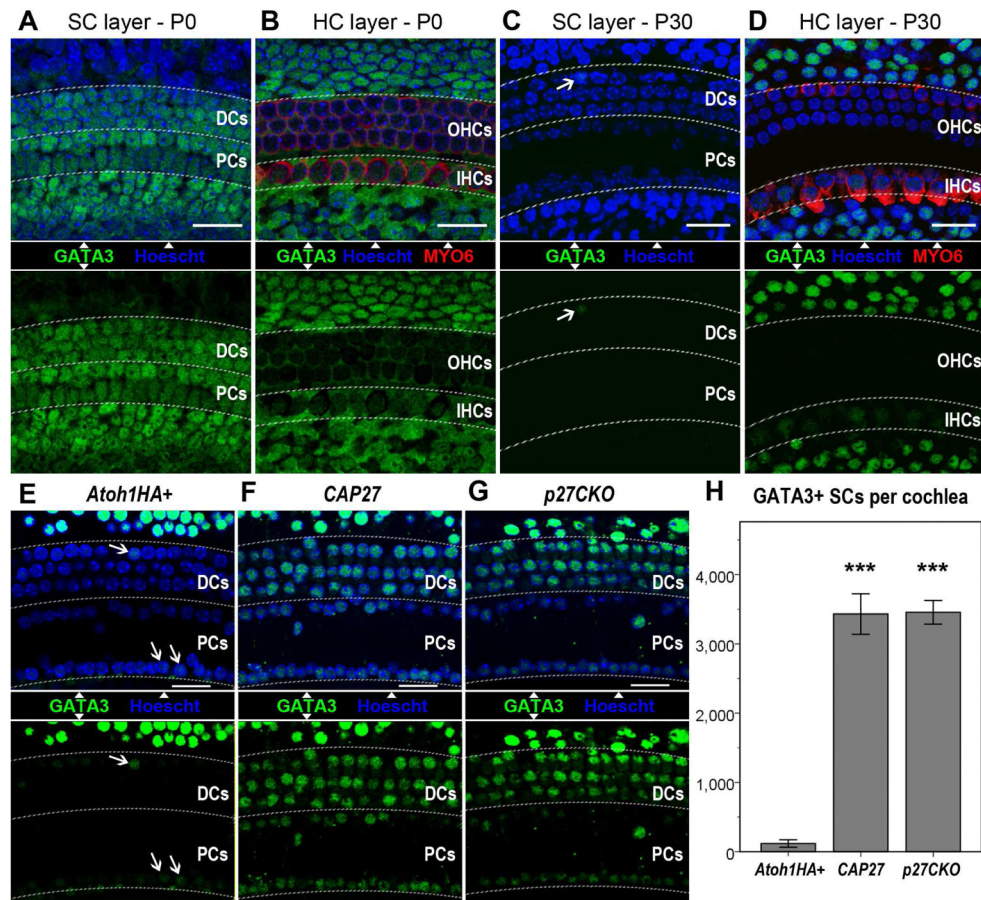 A SC layer - P0
B HC layer - P0
C SC layer - P30
D HC layer - P30
DCs
PCs
OHCs
IHCs
DCs
PCs
OHCs
IHCs
GATA3 Hoescht
GATA3 Hoescht MYO6
GATA3 Hoescht
GATA3 Hoescht MYO6
DCs
PCs
OHCs
IHCs
DCs
PCs
OHCs
IHCs
E Atoh1HA+
F CAP27
G p27CKO
DCs
PCs
DCs
PCs
DCs
PCs
GATA3 Hoescht
GATA3 Hoescht
GATA3 Hoescht
DCs
PCs
DCs
PCs
DCs
PCs
H GATA3+ SCs per cochlea
*** ***
4,000
3,000
2,000
1,000
0
Atoh1HA+ CAP27 p27CKO